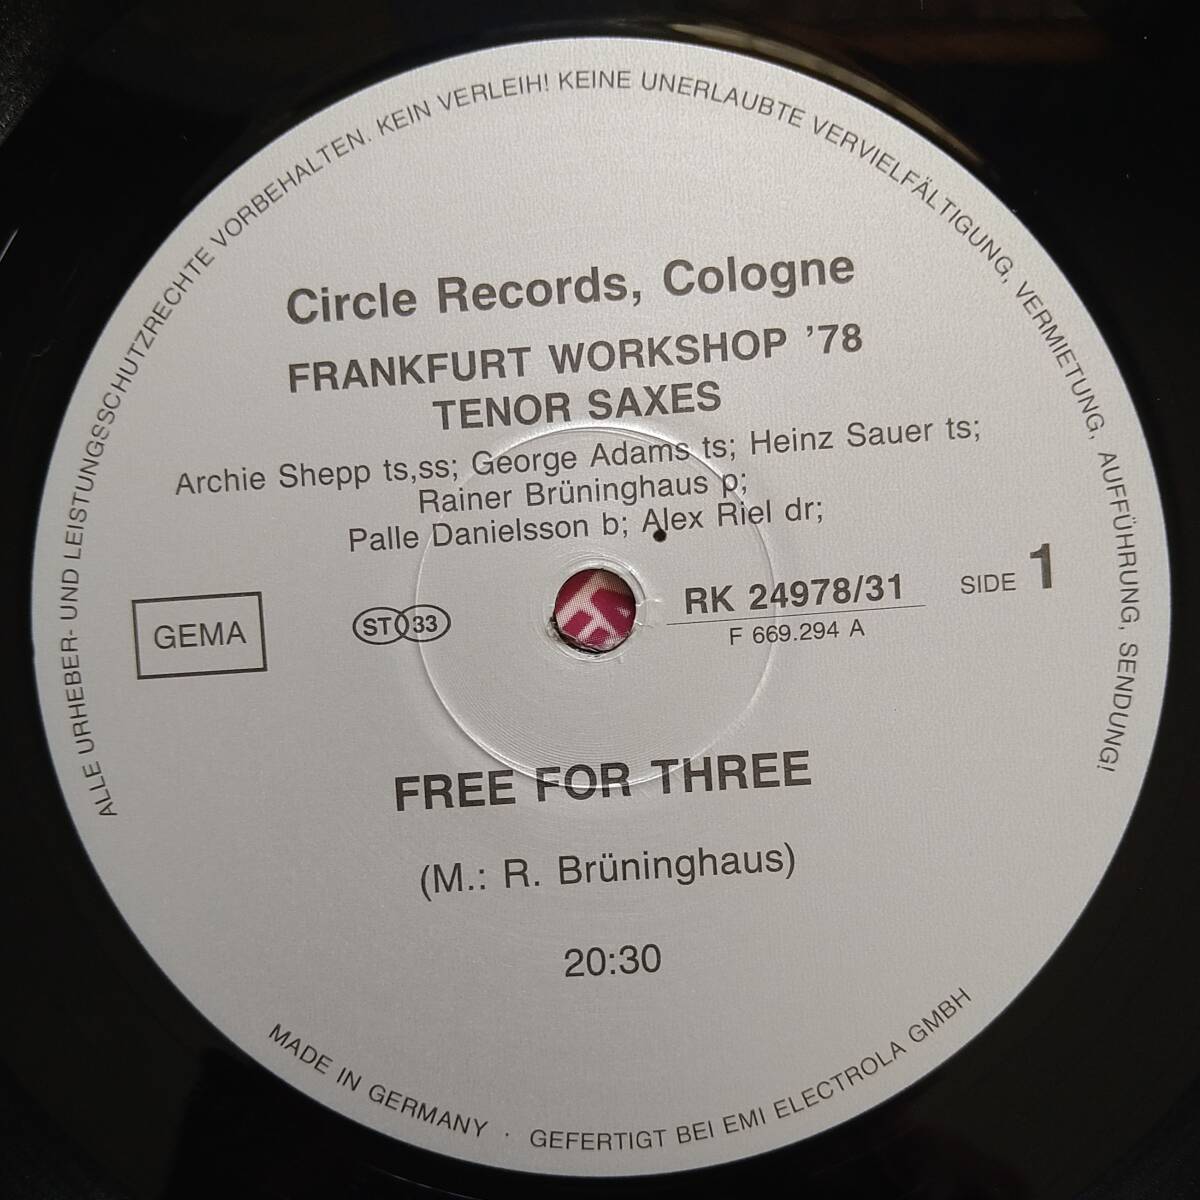 ALLE URHEBER- UND LEISTUNGSSCHUTZRECHTE VORBEHALTEN. KEIN VERLEIH! KEINE UNERLAUBTE VERVIELFÄLTIGUNG, VERMIETUNG, AUFFÜHRUNG, SENDUNG!
Circle Records, Cologne
FRANKFURT WORKSHOP ’78
TENOR SAXES
Archie Shepp ts,ss; George Adams ts; Heinz Sauer ts;
Rainer Brüninghaus p;
Palle Danielsson b; Alex Riel dr;
GEMA
ST 33
RK 24978/31
F 669.294 A
SIDE 1
FREE FOR THREE
(M.: R. Brüninghaus)
20:30
MADE IN GERMANY · GEFERTIGT BEI EMI ELECTROLA GMBH